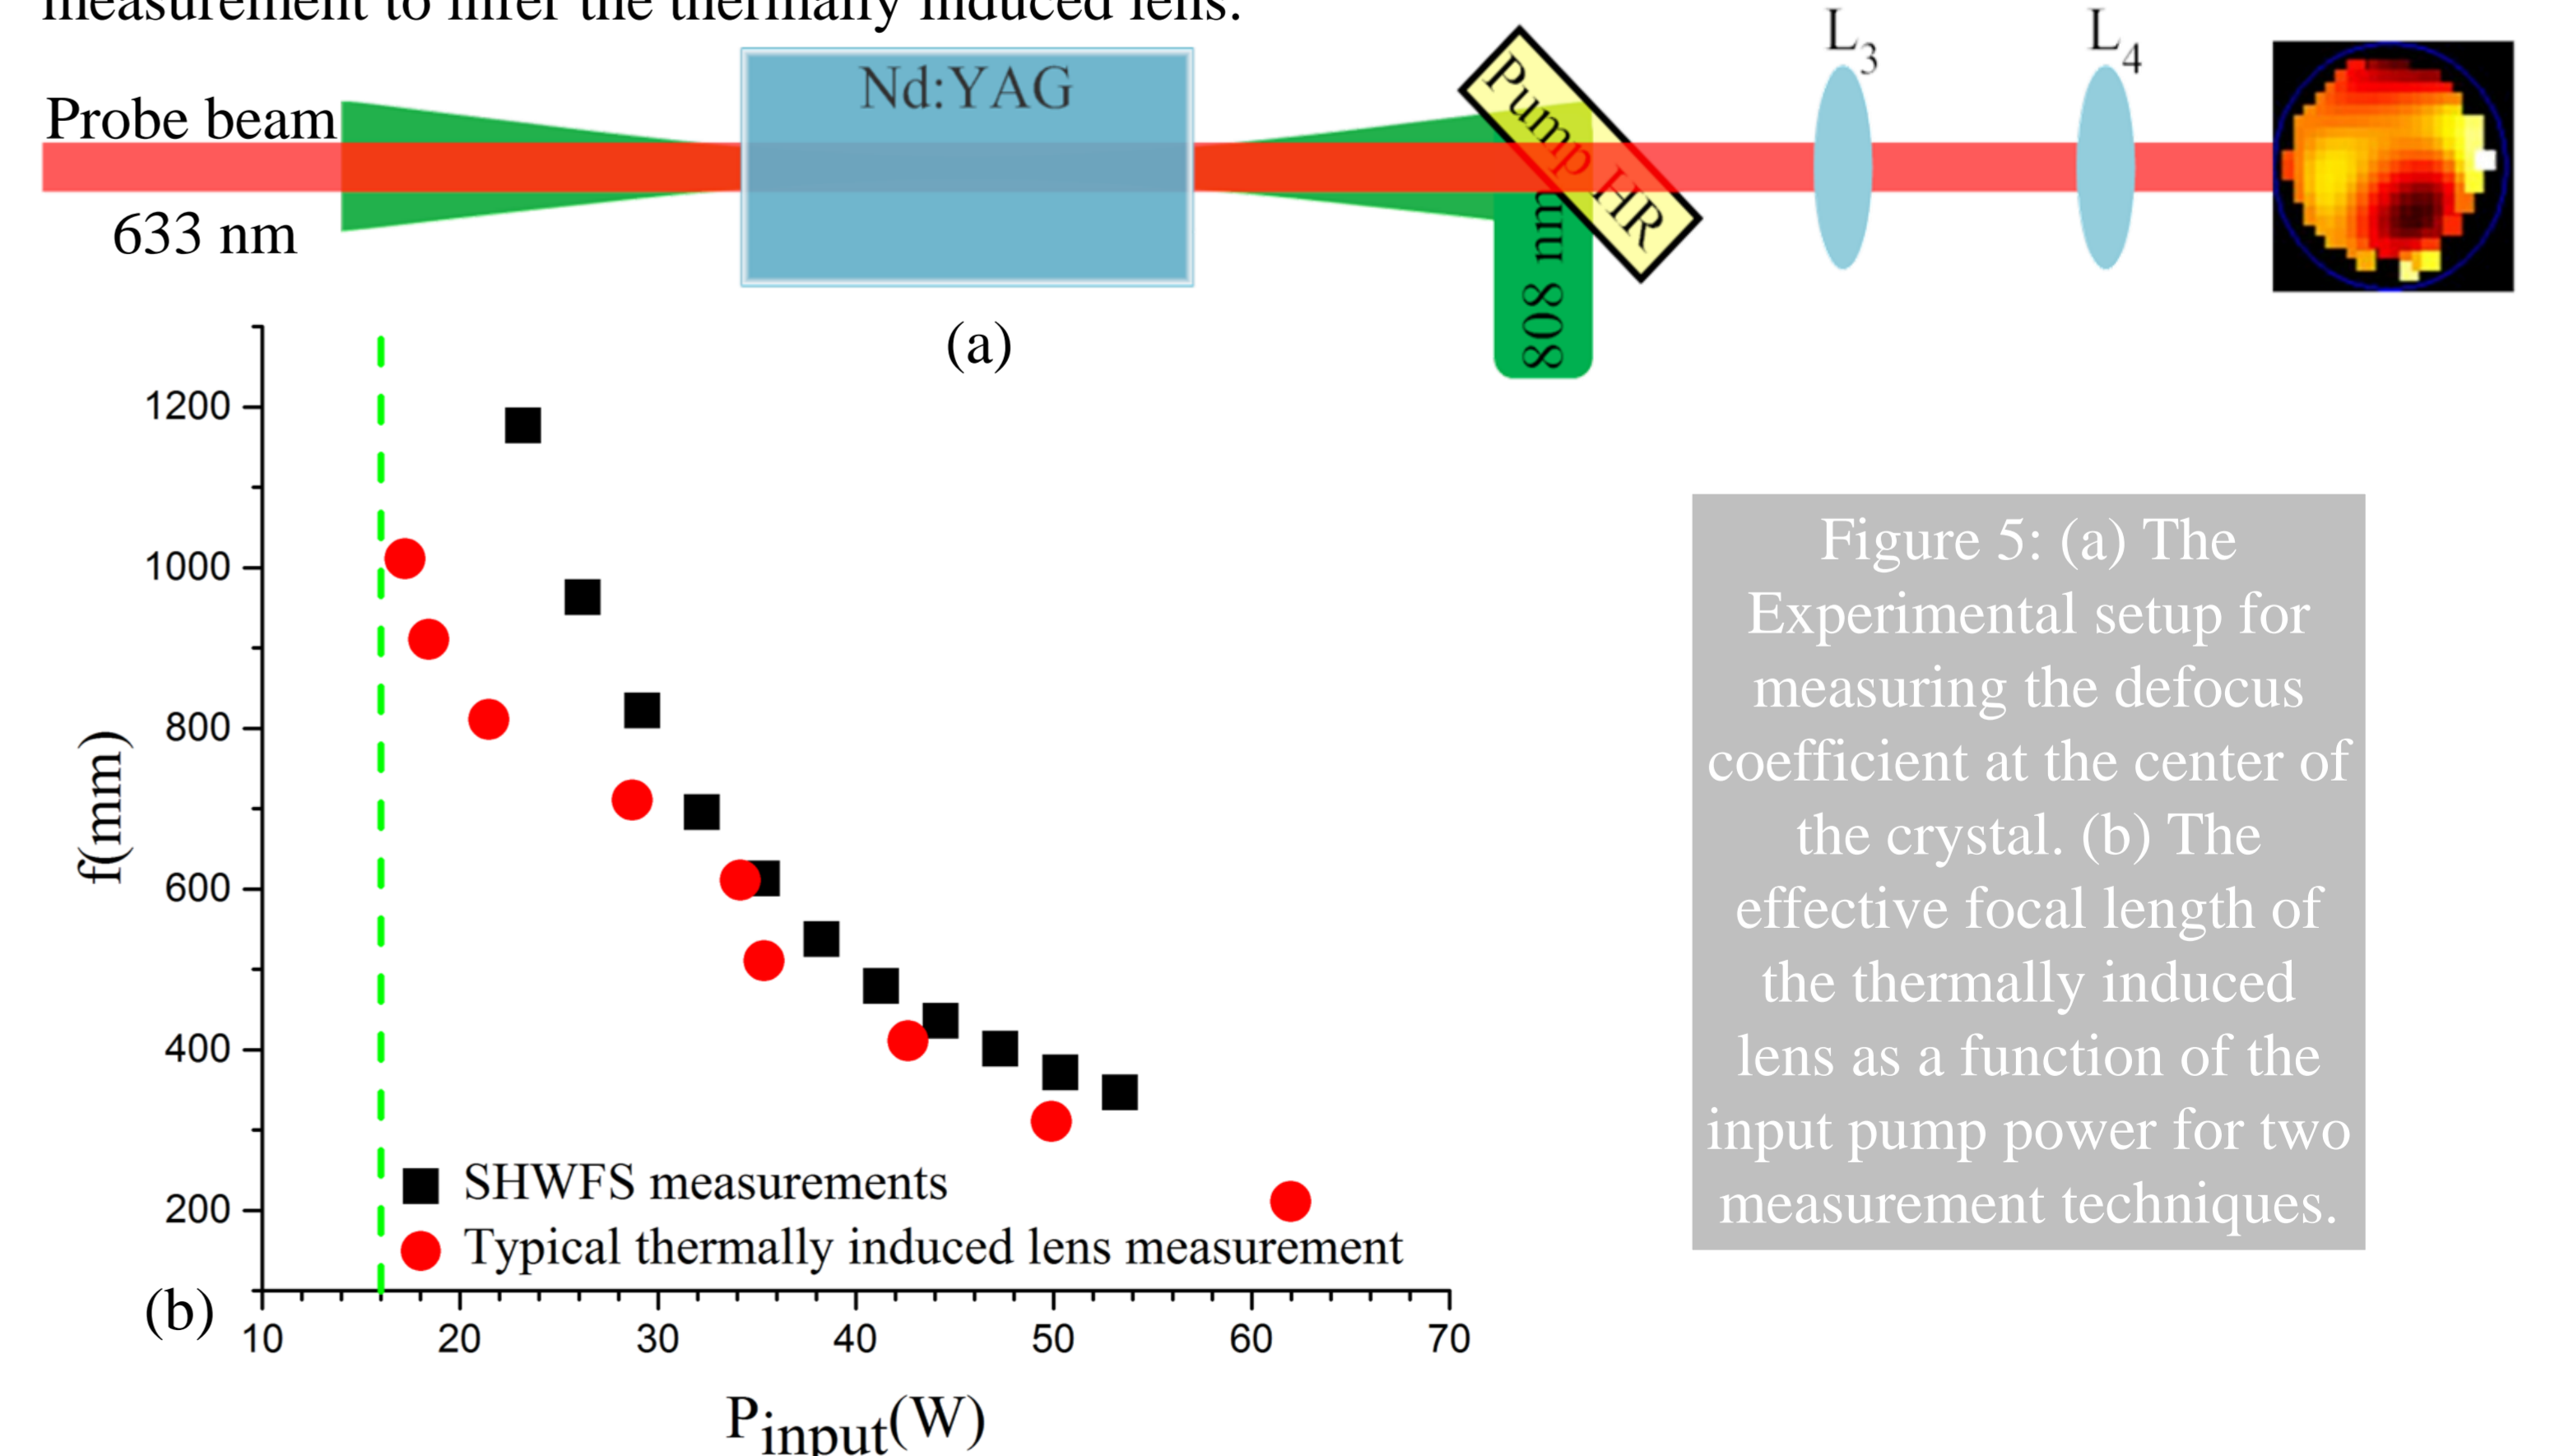 measurement to infer the thermally induced lens.
Probe beam
633 nm
Nd:YAG
Pump HR
808 nm
L3
L4
(a)
1200
1000
800
600
400
200
f(mm)
SHWFS measurements
Typical thermally induced lens measurement
(b)
10 20 30 40 50 60 70
Pinput(W)
Figure 5: (a) The
Experimental setup for
measuring the defocus
coefficient at the center of
the crystal. (b) The
effective focal length of
the thermally induced
lens as a function of the
input pump power for two
measurement techniques.